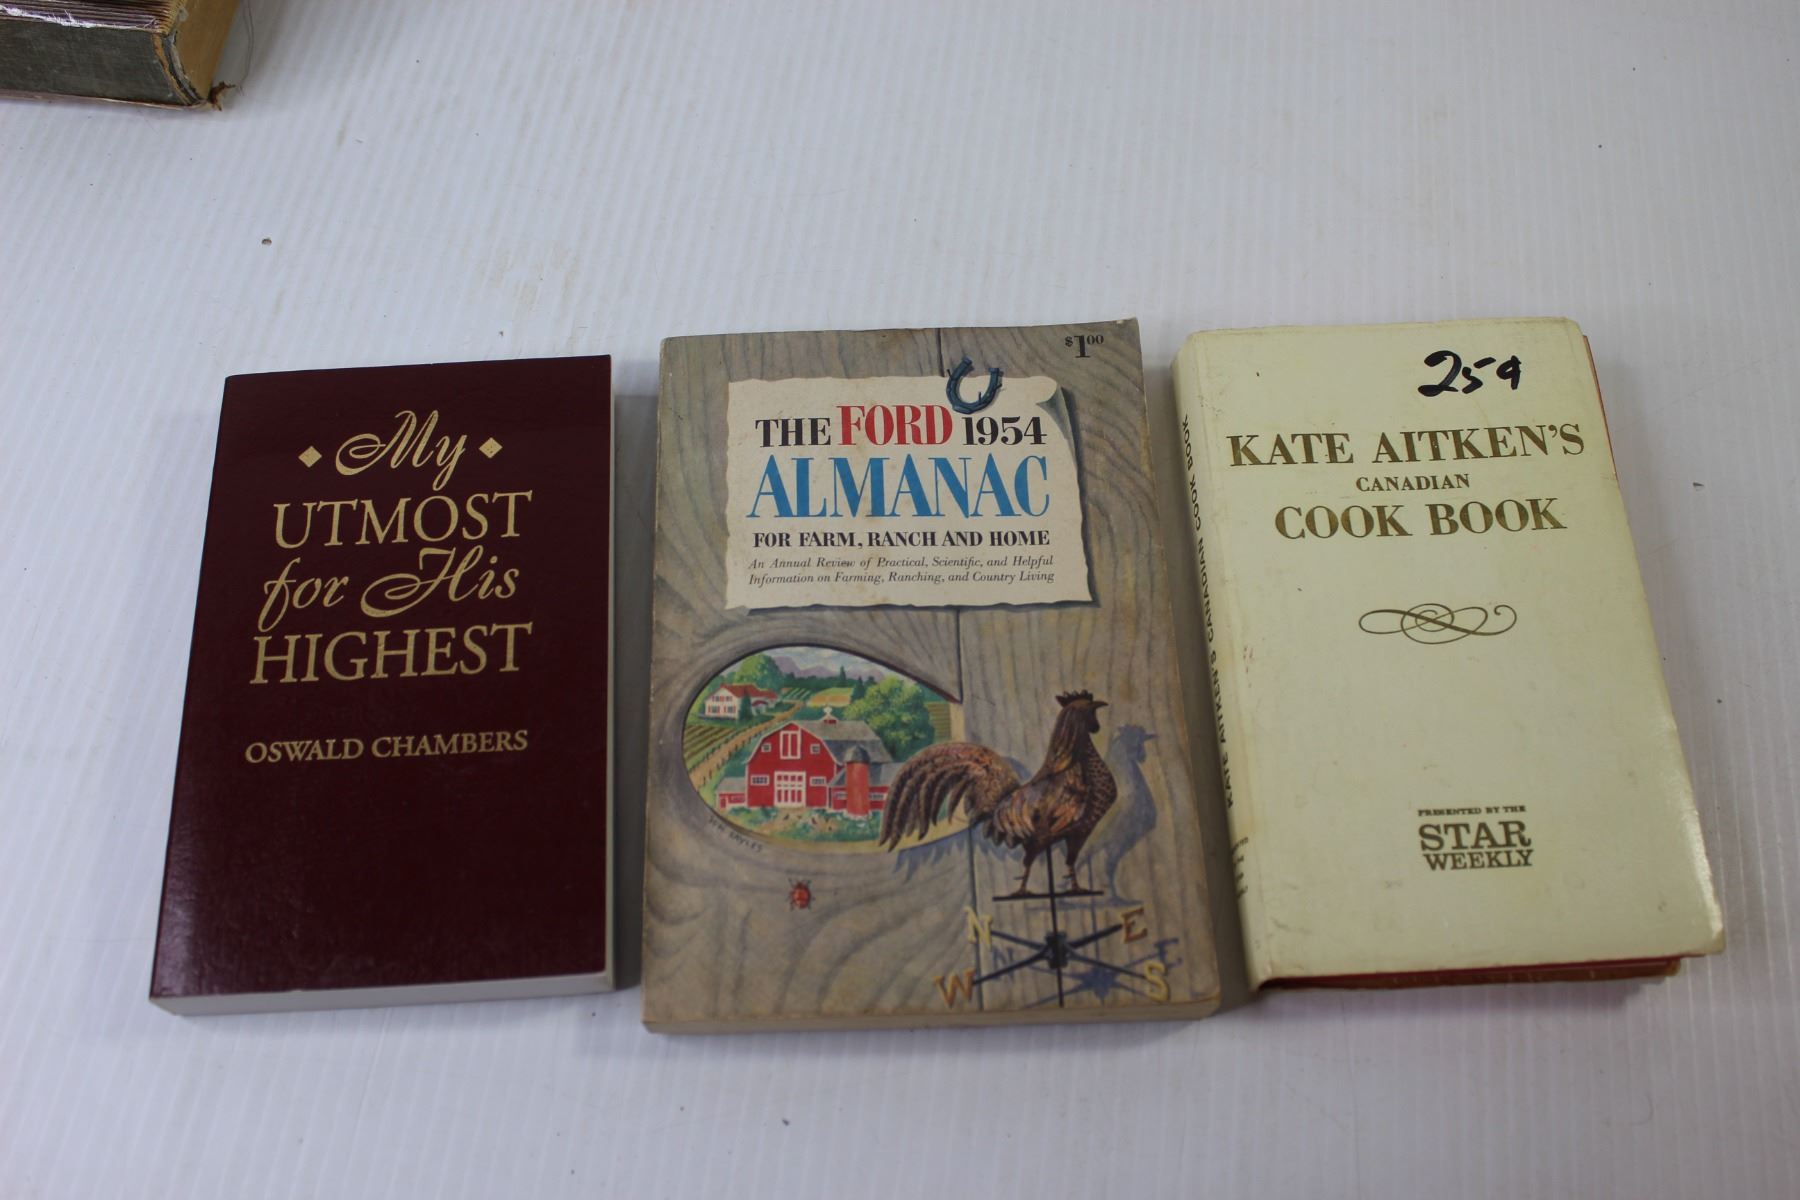 My
UTMOST
for His
HIGHEST
OSWALD CHAMBERS
$1.00
THE FORD 1954
ALMANAC
FOR FARM, RANCH AND HOME
An Annual Review of Practical, Scientific, and Helpful
Information on Farming, Ranching, and Country Living
N E
W S
KATE AITKEN'S CANADIAN COOK BOOK
25¢
KATE AITKEN'S
CANADIAN
COOK BOOK
PRESENTED BY THE
STAR
WEEKLY